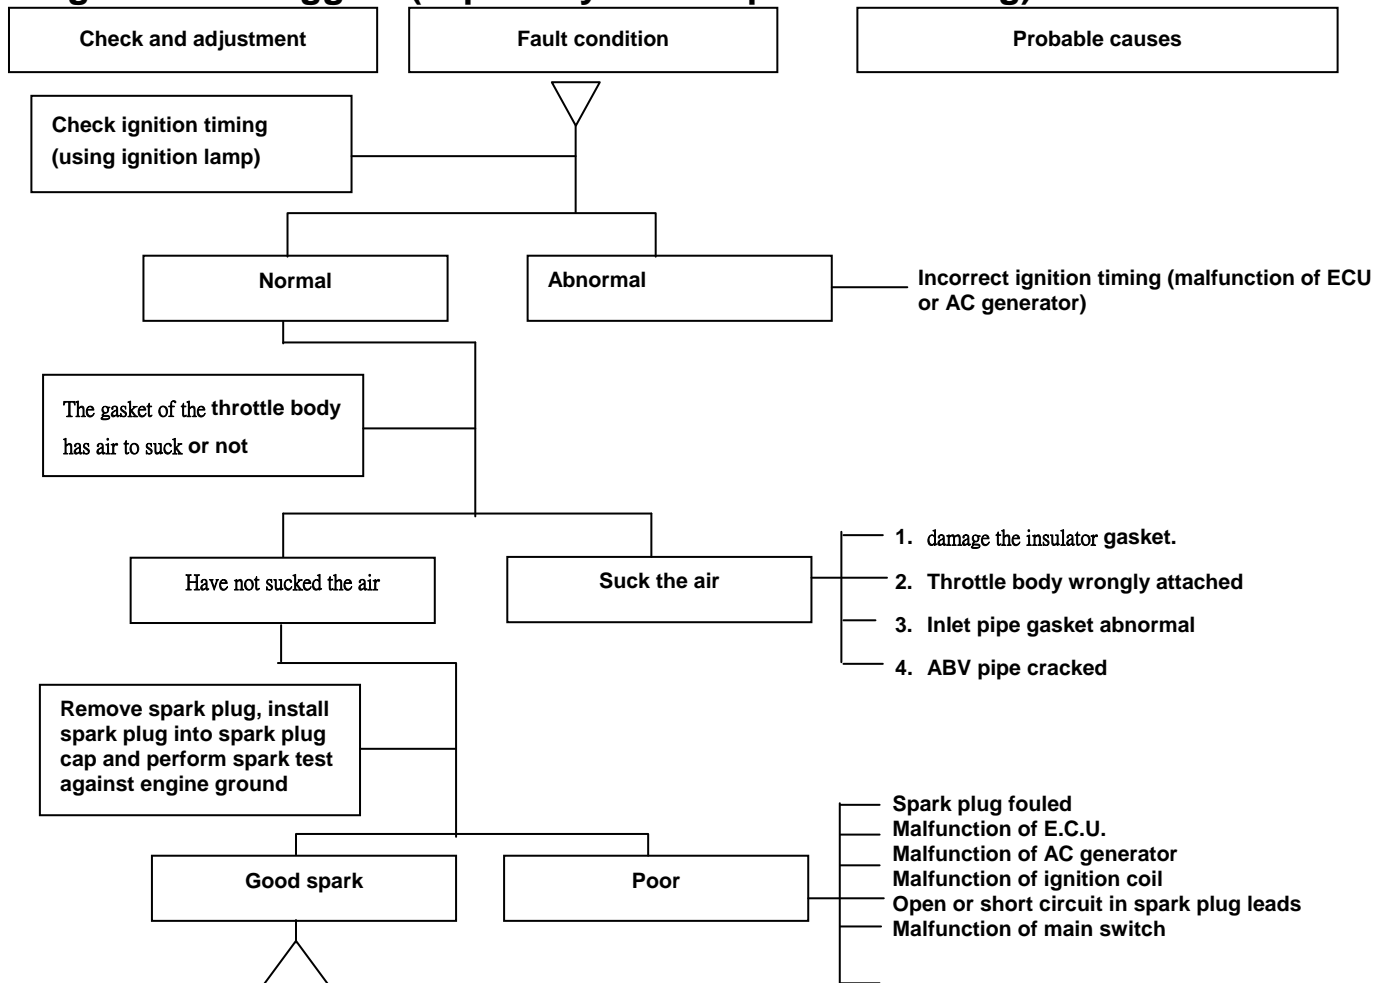 Check and adjustment
Fault condition
Probable causes
Check ignition timing
(using ignition lamp)
Normal
Abnormal
Incorrect ignition timing (malfunction of ECU
or AC generator)
The gasket of the throttle body
has air to suck or not
Have not sucked the air
Suck the air
1. damage the insulator gasket.
2. Throttle body wrongly attached
3. Inlet pipe gasket abnormal
4. ABV pipe cracked
Remove spark plug, install
spark plug into spark plug
cap and perform spark test
against engine ground
Good spark
Poor
Spark plug fouled
Malfunction of E.C.U.
Malfunction of AC generator
Malfunction of ignition coil
Open or short circuit in spark plug leads
Malfunction of main switch